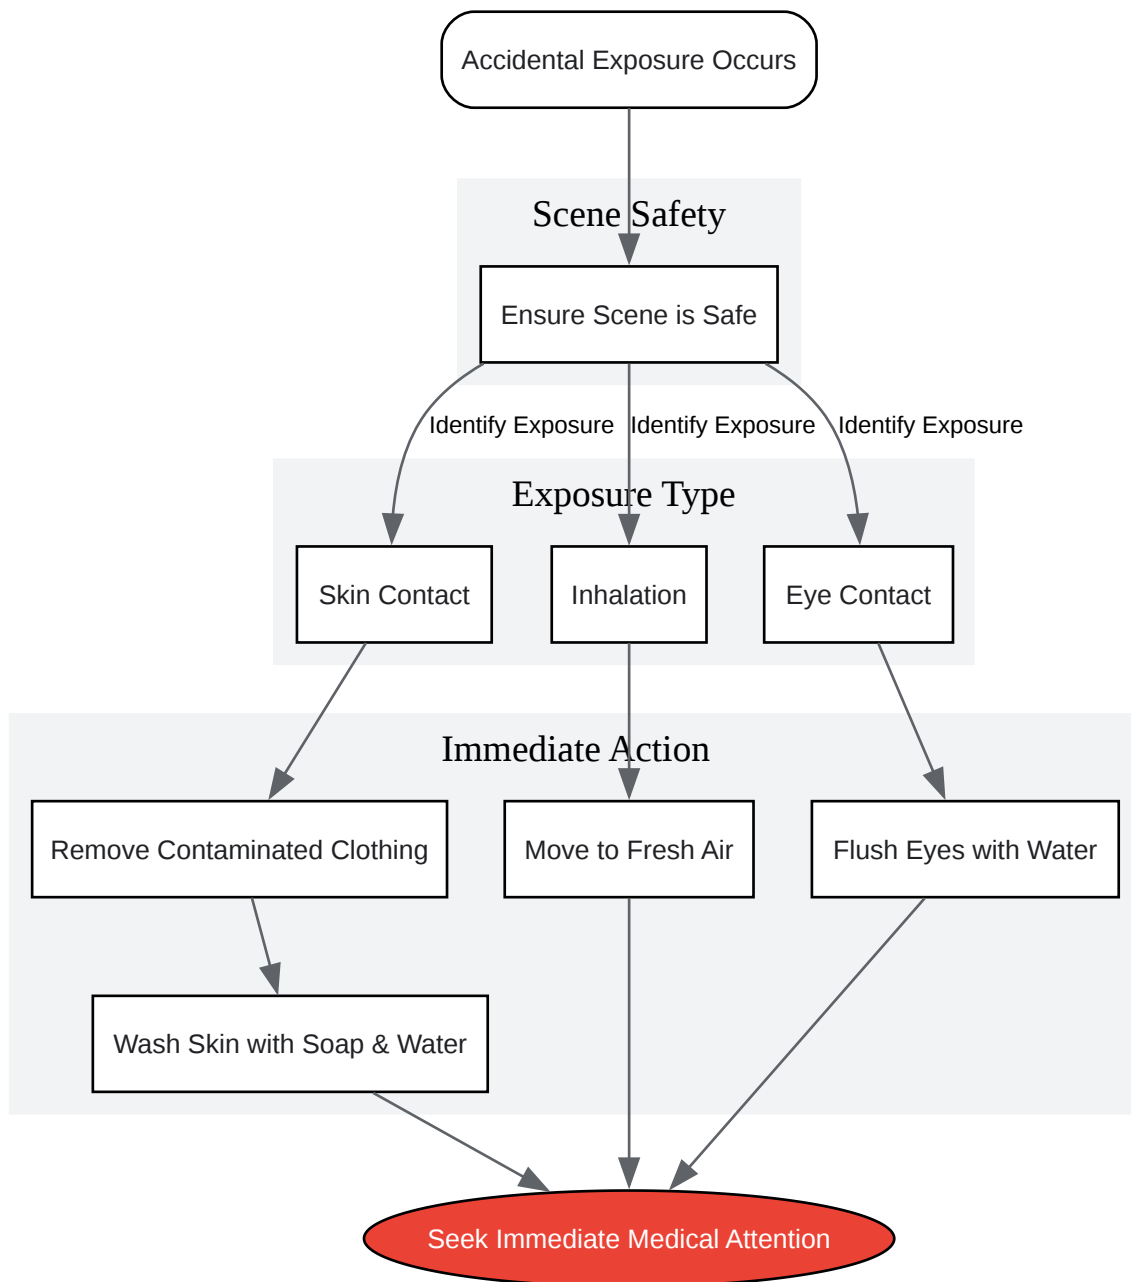 Accidental Exposure Occurs
Scene Safety
Ensure Scene is Safe
Identify Exposure
Identify Exposure
Identify Exposure
Exposure Type
Skin Contact
Inhalation
Eye Contact
Immediate Action
Remove Contaminated Clothing
Move to Fresh Air
Flush Eyes with Water
Wash Skin with Soap & Water
Seek Immediate Medical Attention